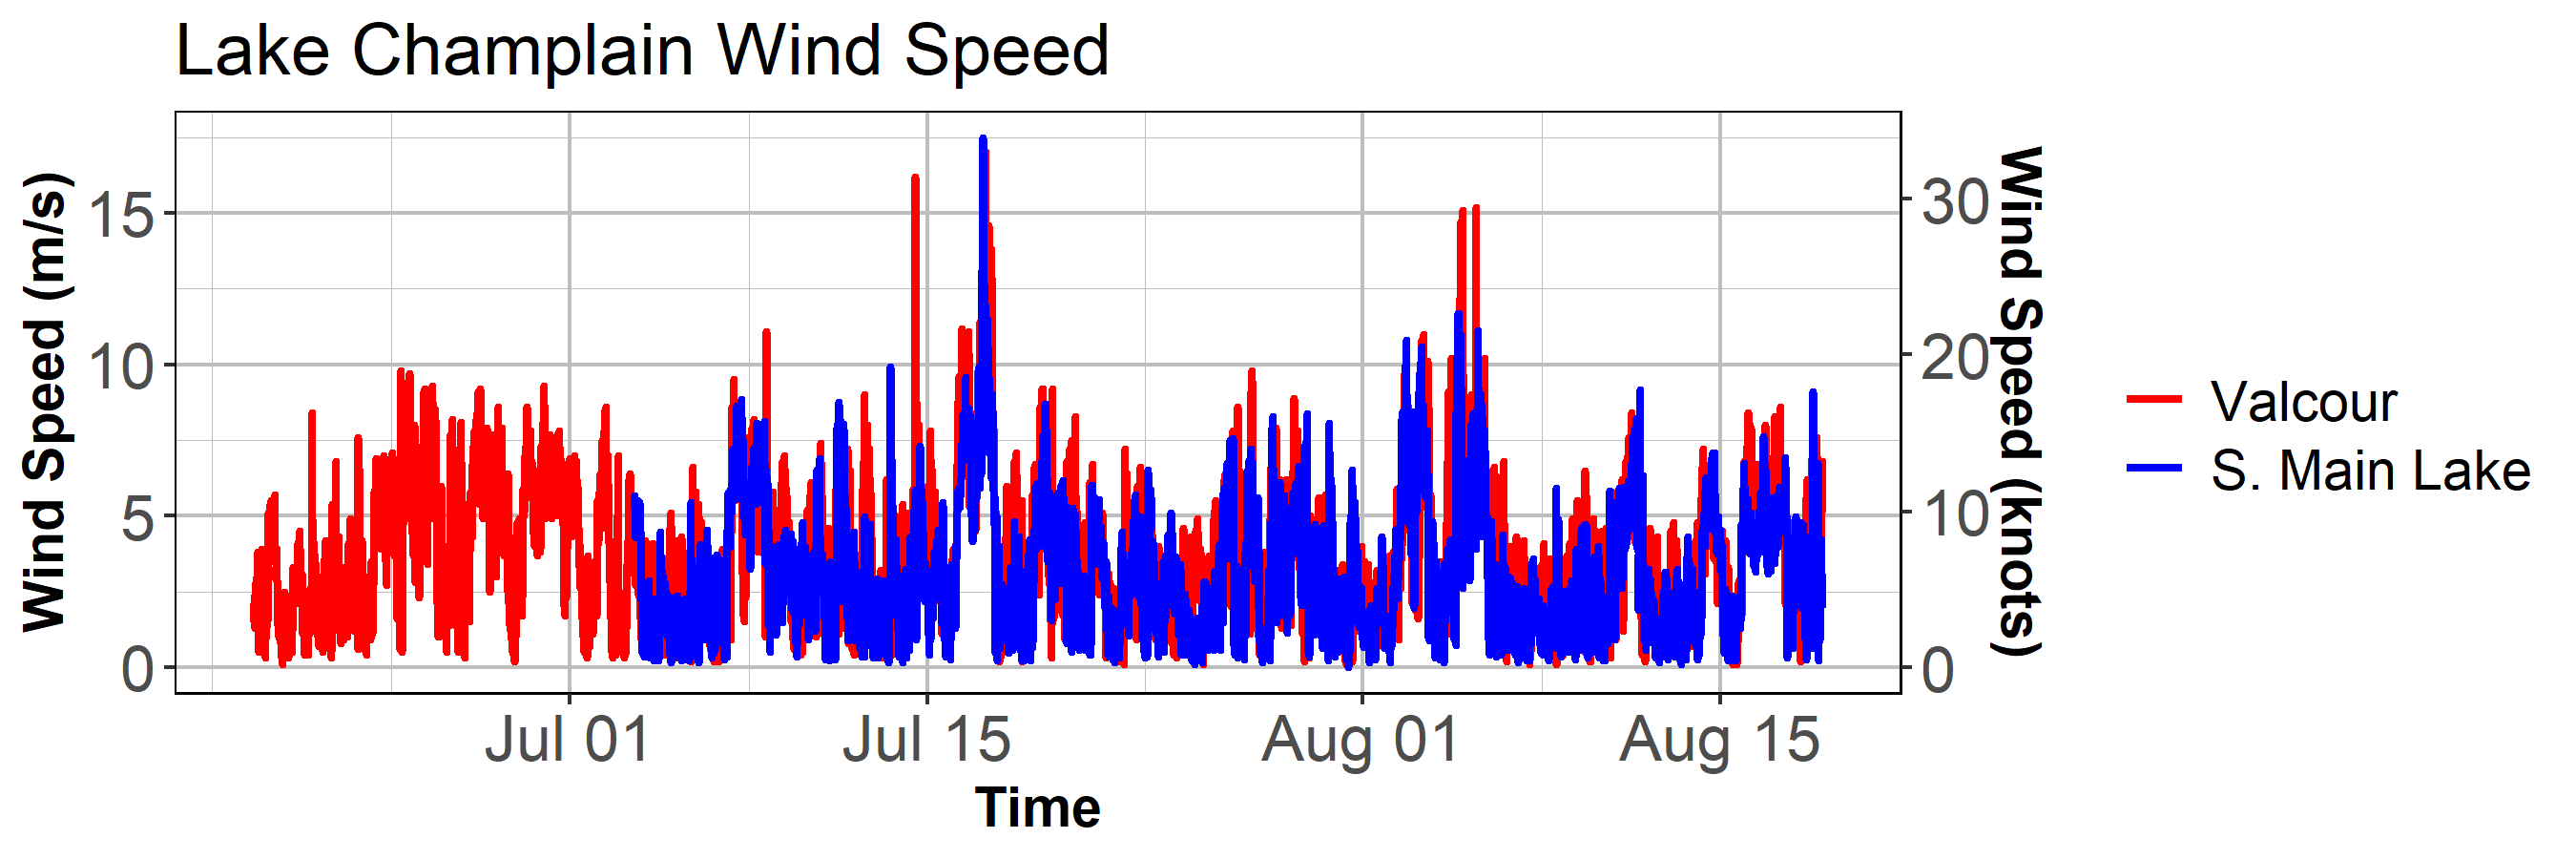 Lake Champlain Wind Speed
Wind Speed (m/s)
15
10
5
0
30
20
10
0
Wind Speed (knots)
Jul 01
Jul 15
Aug 01
Aug 15
Time
Valcour
S. Main Lake